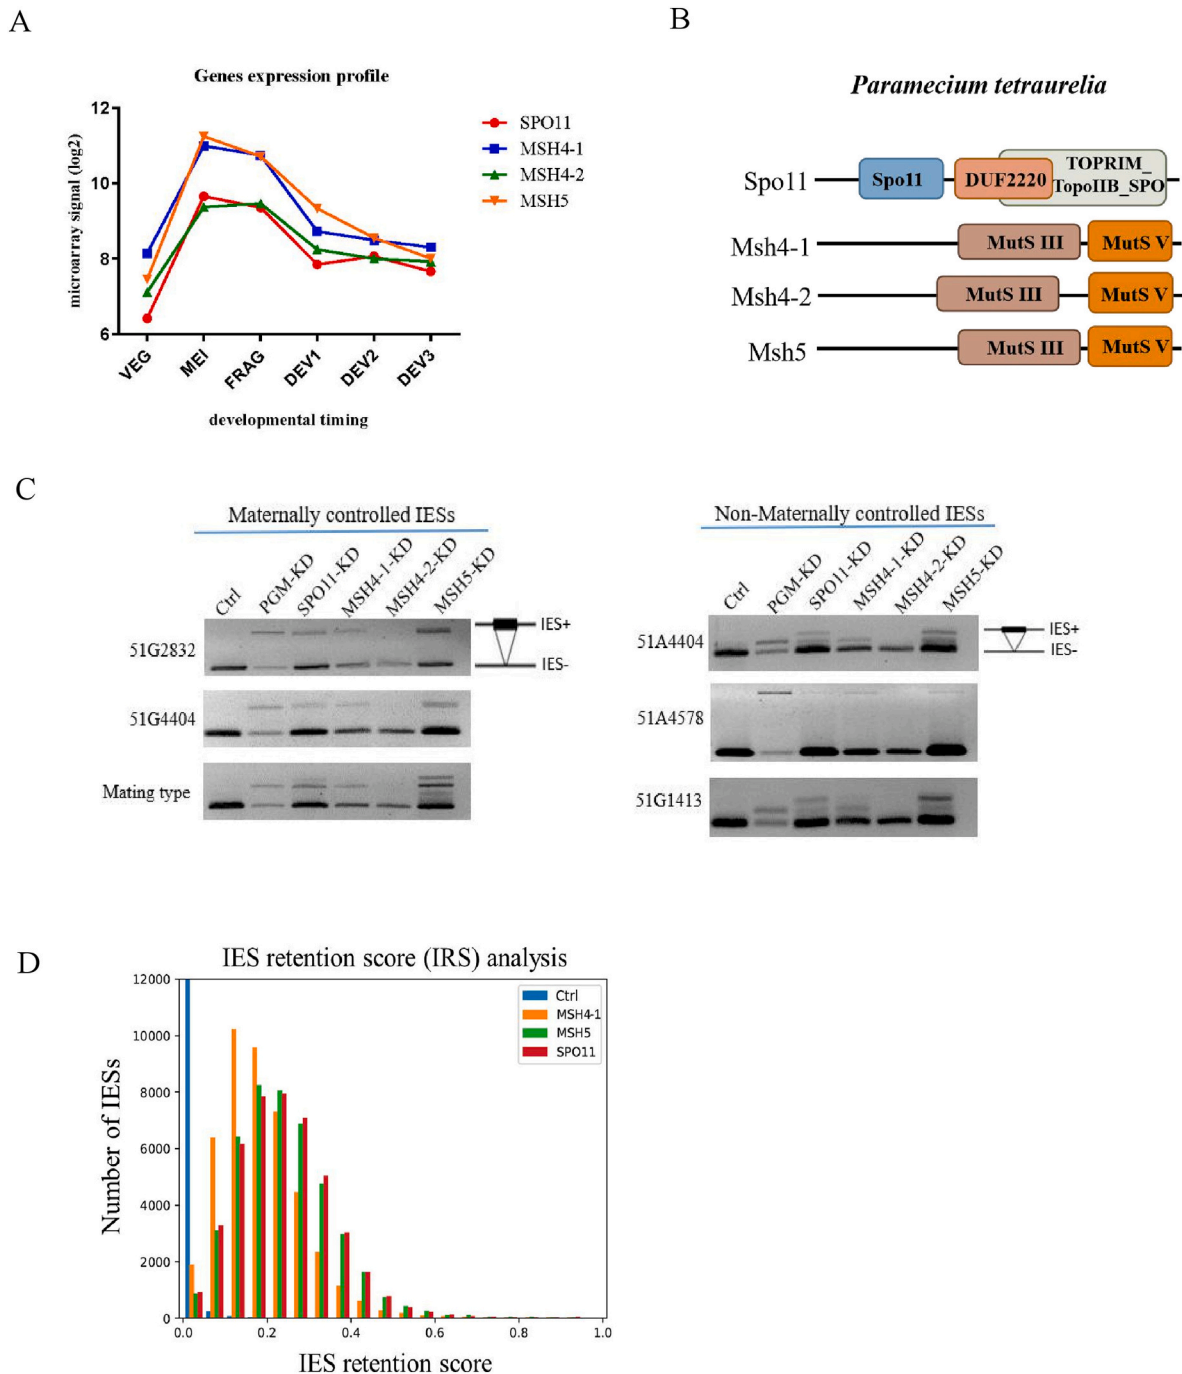 A
Genes expression profile
microarray signal (log2)
12
10
8
6
VEG
MEI
FRAG
DEV1
DEV2
DEV3
developmental timing
SPO11
MSH4-1
MSH4-2
MSH5
B
Paramecium tetraurelia
Spo11
Spo11
DUF2220
TOPRIM_
TopoIIB_SPO
Msh4-1
MutS III
MutS V
Msh4-2
MutS III
MutS V
Msh5
MutS III
MutS V
C
Maternally controlled IESs
Ctrl
PGM-KD
SPO11-KD
MSH4-1-KD
MSH4-2-KD
MSH5-KD
51G2832
IES+
IES-
51G4404
Mating type
Non-Maternally controlled IESs
Ctrl
PGM-KD
SPO11-KD
MSH4-1-KD
MSH4-2-KD
MSH5-KD
51A4404
IES+
IES-
51A4578
51G1413
D
IES retention score (IRS) analysis
Number of IESs
12000
10000
8000
6000
4000
2000
0
Ctrl
MSH4-1
MSH5
SPO11
0.0
0.2
0.4
0.6
0.8
1.0
IES retention score